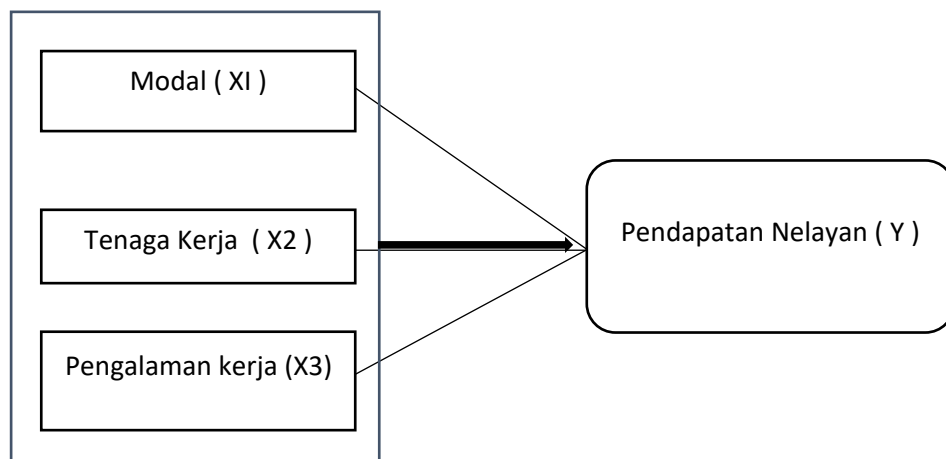 Modal ( XI )
Tenaga Kerja  ( X2 )
Pendapatan Nelayan ( Y )
Pengalaman kerja (X3)